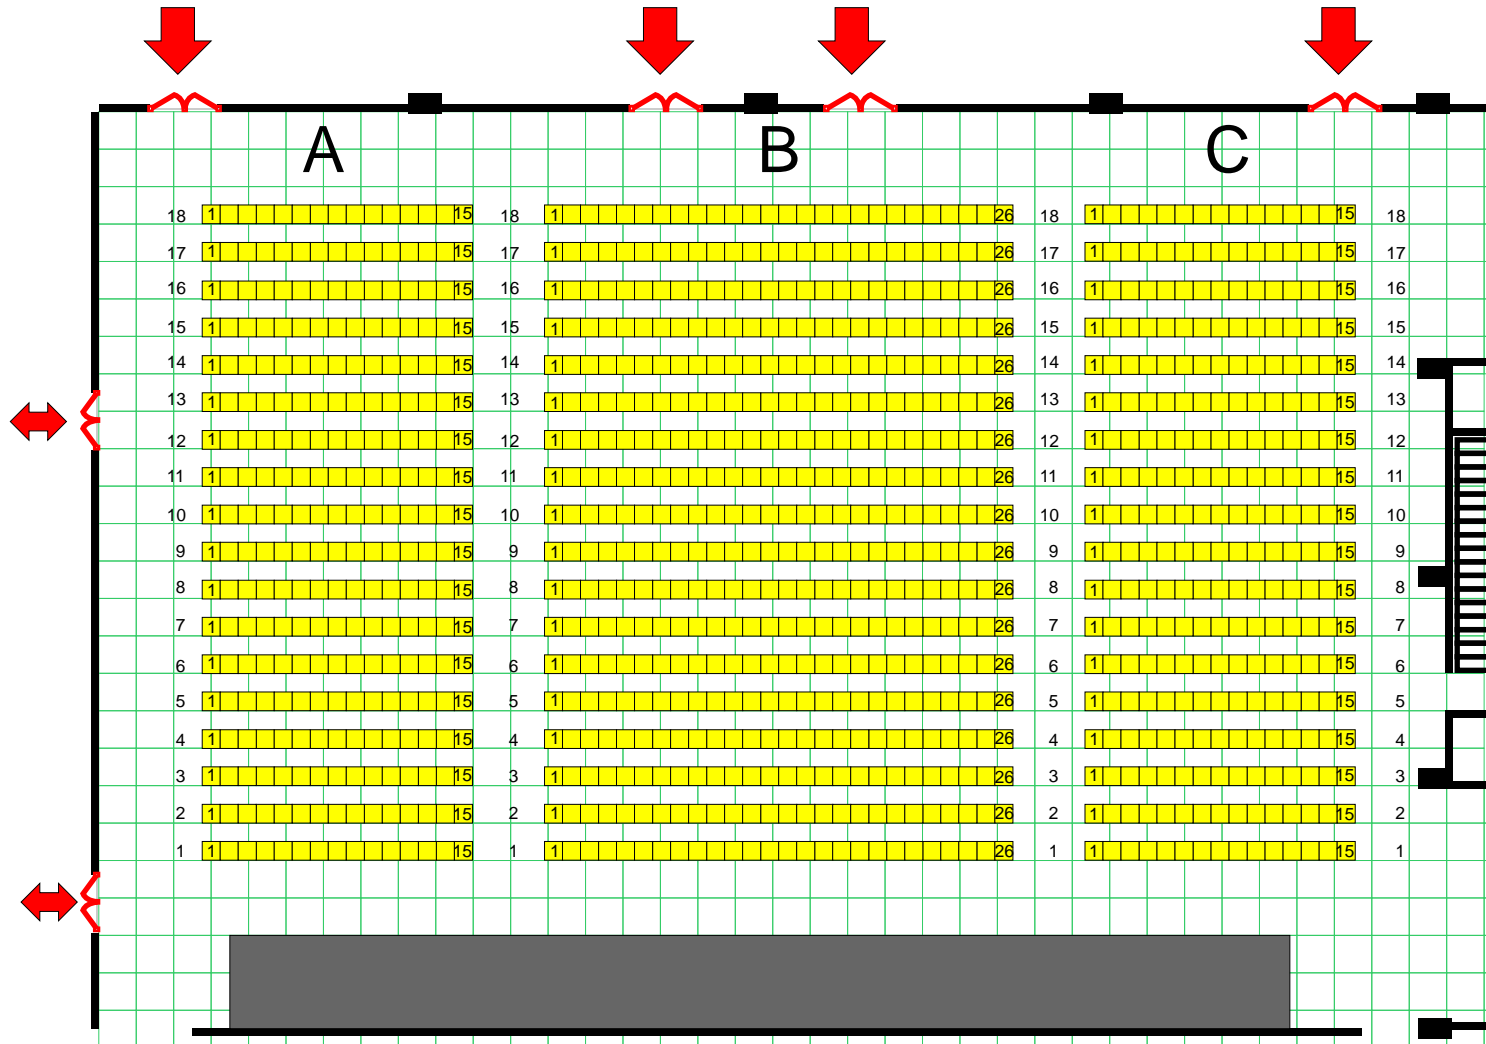 A B C
18 1 15 18 1 26 18 1 15 18
17 1 15 17 1 26 17 1 15 17
16 1 15 16 1 26 16 1 15 16
15 1 15 15 1 26 15 1 15 15
14 1 15 14 1 26 14 1 15 14
13 1 15 13 1 26 13 1 15 13
12 1 15 12 1 26 12 1 15 12
11 1 15 11 1 26 11 1 15 11
10 1 15 10 1 26 10 1 15 10
9 1 15 9 1 26 9 1 15 9
8 1 15 8 1 26 8 1 15 8
7 1 15 7 1 26 7 1 15 7
6 1 15 6 1 26 6 1 15 6
5 1 15 5 1 26 5 1 15 5
4 1 15 4 1 26 4 1 15 4
3 1 15 3 1 26 3 1 15 3
2 1 15 2 1 26 2 1 15 2
1 1 15 1 1 26 1 1 15 1